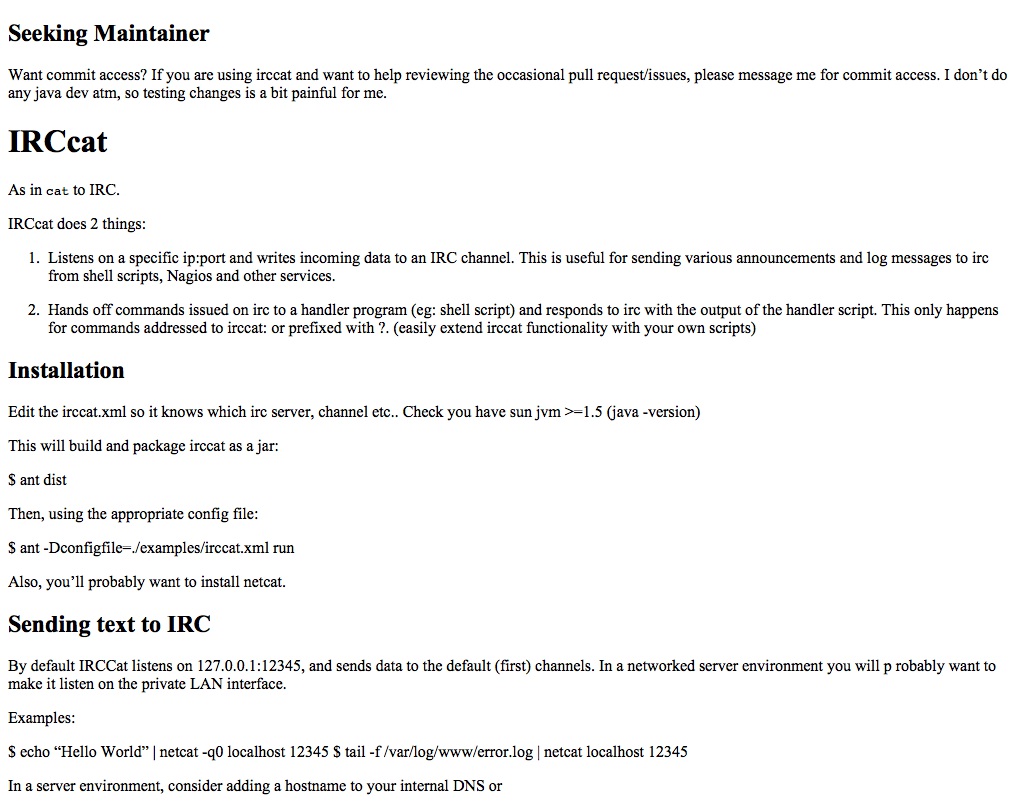 Seeking Maintainer
Want commit access? If you are using irccat and want to help reviewing the occasional pull request/issues, please message me for commit access. I don’t do
any java dev atm, so testing changes is a bit painful for me.
IRCcat
As in cat to IRC.
IRCcat does 2 things:
1. Listens on a specific ip:port and writes incoming data to an IRC channel. This is useful for sending various announcements and log messages to irc
from shell scripts, Nagios and other services.
2. Hands off commands issued on irc to a handler program (eg: shell script) and responds to irc with the output of the handler script. This only happens
for commands addressed to irccat: or prefixed with ?. (easily extend irccat functionality with your own scripts)
Installation
Edit the irccat.xml so it knows which irc server, channel etc.. Check you have sun jvm >=1.5 (java -version)
This will build and package irccat as a jar:
$ ant dist
Then, using the appropriate config file:
$ ant -Dconfigfile=./examples/irccat.xml run
Also, you’ll probably want to install netcat.
Sending text to IRC
By default IRCCat listens on 127.0.0.1:12345, and sends data to the default (first) channels. In a networked server environment you will p robably want to
make it listen on the private LAN interface.
Examples:
$ echo “Hello World” | netcat -q0 localhost 12345 $ tail -f /var/log/www/error.log | netcat localhost 12345
In a server environment, consider adding a hostname to your internal DNS or